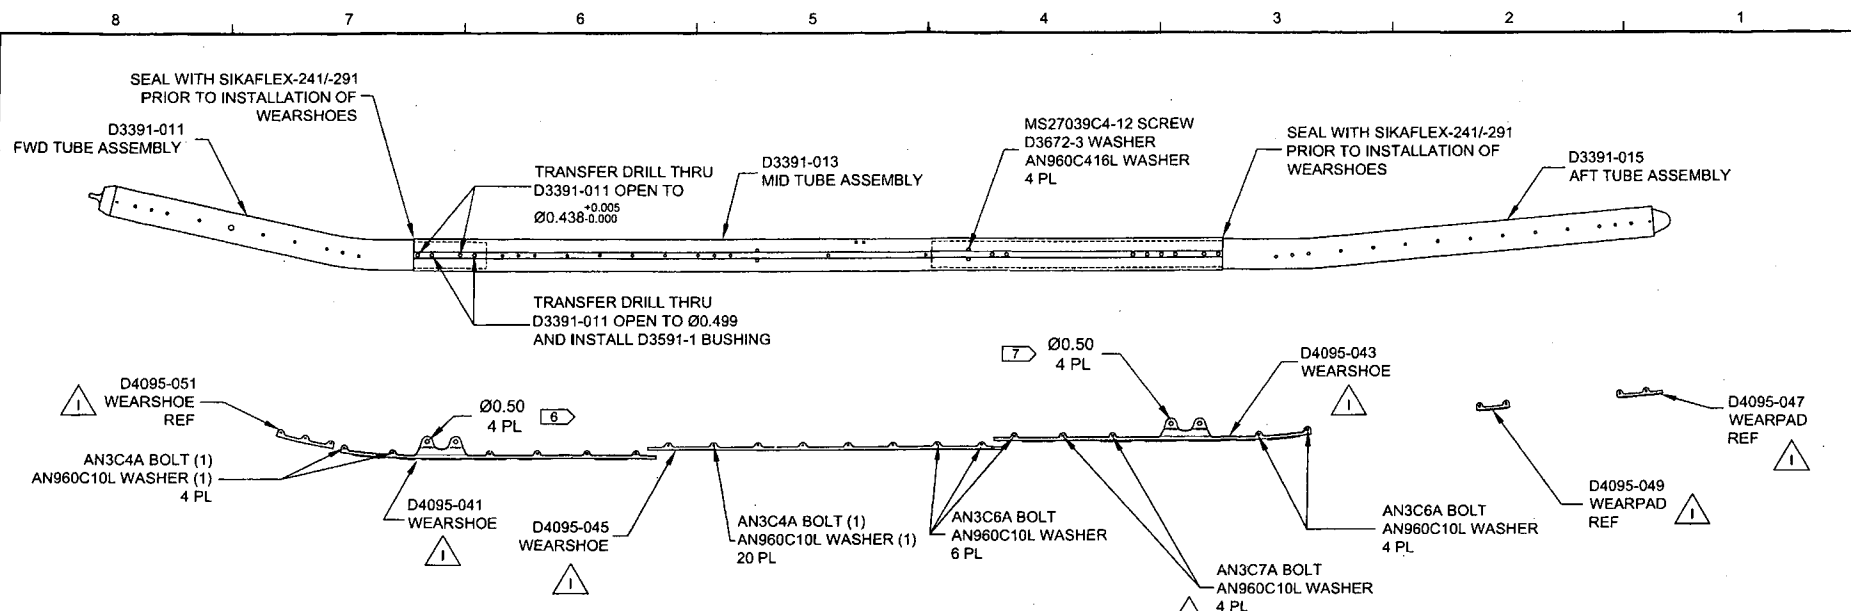 8 7 6 5 4 3 2 1
SEAL WITH SIKAFLEX-241/-291
PRIOR TO INSTALLATION OF
WEARSHOES
D3391-011
FWD TUBE ASSEMBLY
TRANSFER DRILL THRU
D3391-011 OPEN TO
Ø0.438 +0.005 -0.000
D3391-013
MID TUBE ASSEMBLY
MS27039C4-12 SCREW
D3672-3 WASHER
AN960C416L WASHER
4 PL
SEAL WITH SIKAFLEX-241/-291
PRIOR TO INSTALLATION OF
WEARSHOES
D3391-015
AFT TUBE ASSEMBLY
TRANSFER DRILL THRU
D3391-011 OPEN TO Ø0.499
AND INSTALL D3591-1 BUSHING
1
D4095-051
WEARSHOE
REF
Ø0.50
4 PL
6
7
Ø0.50
4 PL
D4095-043
WEARSHOE
1
D4095-047
WEARPAD
REF
1
AN3C4A BOLT (1)
AN960C10L WASHER (1)
4 PL
D4095-041
WEARSHOE
1
D4095-045
WEARSHOE
1
AN3C4A BOLT (1)
AN960C10L WASHER (1)
20 PL
AN3C6A BOLT
AN960C10L WASHER
6 PL
AN3C7A BOLT
AN960C10L WASHER
4 PL
AN3C6A BOLT
AN960C10L WASHER
4 PL
D4095-049
WEARPAD
REF
1